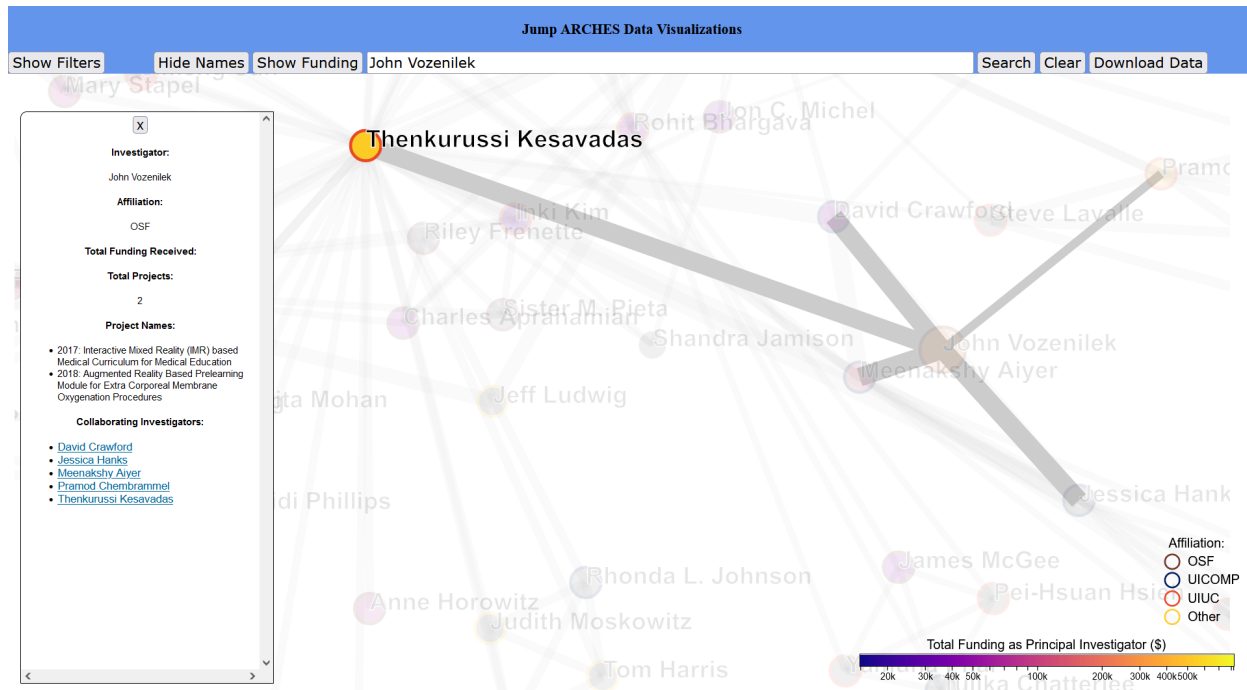 Jump ARCHES Data Visualizations
Show Filters Hide Names Show Funding John Vozenilek Search Clear Download Data
Mary Stapel
Jon C. Michel
Rohit Bhargava
Thenkurussi Kesavadas
Inki Kim
David Crawford
Steve Lavalle
Riley Frenette
Sister M. Pieta
Charles Aprahamian
Shandra Jamison
John Vozenilek
Meenakshy Aiyer
Jeff Ludwig
Mohan
Phillips
Jessica Hank
James McGee
Rhonda L. Johnson
Anne Horowitz
Judith Moskowitz
Tom Harris
X
Investigator:
John Vozenilek
Affiliation:
OSF
Total Funding Received:
Total Projects:
2
Project Names:
2017: Interactive Mixed Reality (IMR) based
Medical Curriculum for Medical Education
2018: Augmented Reality Based Prelearning
Module for Extra Corporeal Membrane
Oxygenation Procedures
Collaborating Investigators:
David Crawford
Jessica Hanks
Meenakshy Aiyer
Pramod Chembrammel
Thenkurussi Kesavadas
Affiliation:
OSF
UICOMP
UIUC
Other
Total Funding as Principal Investigator ($)
20k 30k 40k 50k 100k 200k 300k 400k 500k